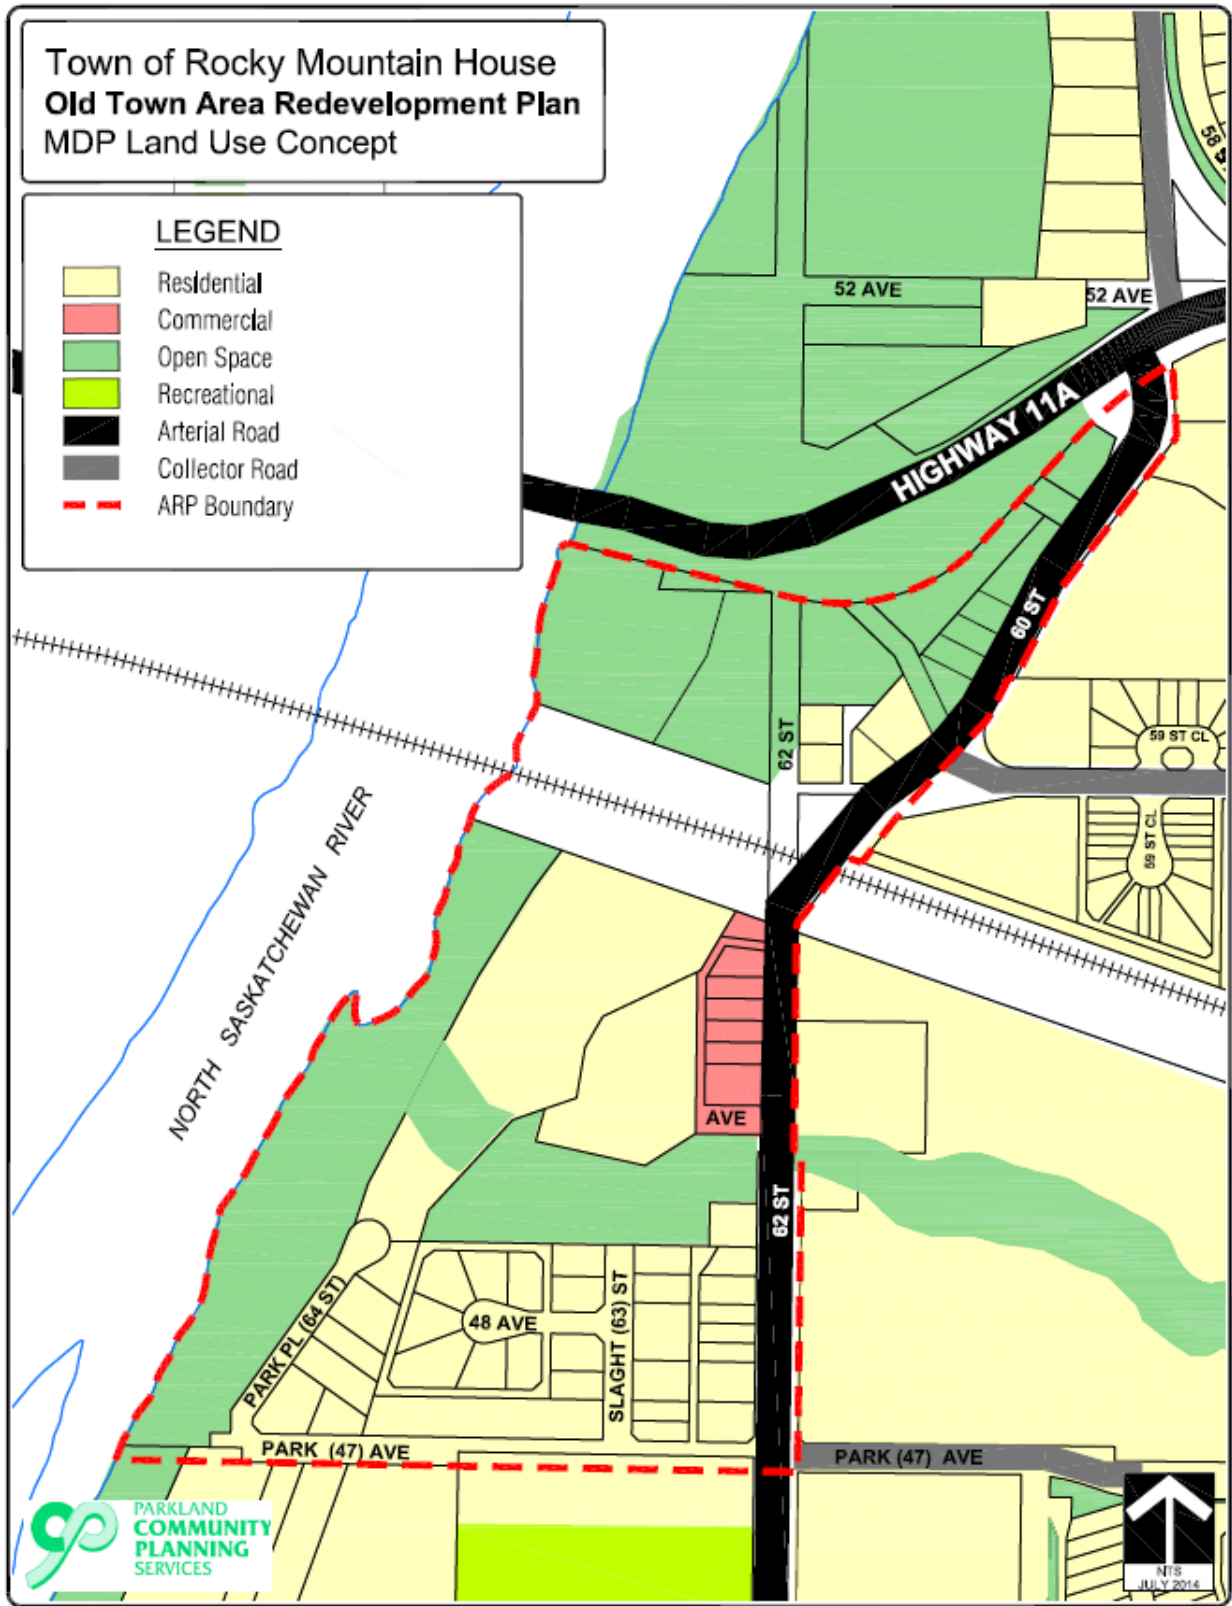 Town of Rocky Mountain House
Old Town Area Redevelopment Plan
MDP Land Use Concept
LEGEND
Residential
Commercial
Open Space
Recreational
Arterial Road
Collector Road
ARP Boundary
52 AVE
52 AVE
HIGHWAY 11A
60 ST
62 ST
59 ST CL
59 ST CL
NORTH SASKATCHEWAN RIVER
AVE
62 ST
48 AVE
PARK PL (64 ST)
SLAGHT (63) ST
PARK (47) AVE
PARK (47) AVE
PARKLAND
COMMUNITY
PLANNING
SERVICES
NTS
JULY 2014